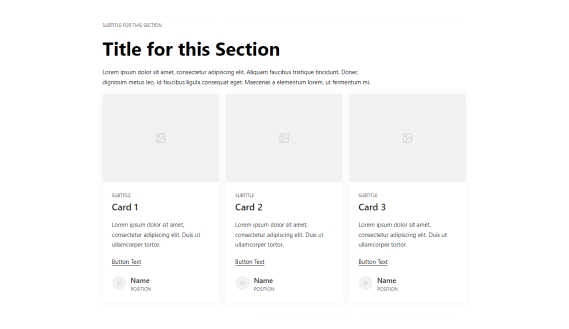 SUBTITLE FOR THIS SECTION
Title for this Section
Lorem ipsum dolor sit amet, consectetur adipiscing elit. Aliquam faucibus tristique tincidunt. Donec
dignissim metus leo, id faucibus ligula consequat eget. Maecenas a elementum lorem, ut fermentum mi.
SUBTITLE
Card 1
Lorem ipsum dolor sit amet,
consectetur adipiscing elit. Duis ut
ullamcorper tortor.
Button Text
Name
POSITION
SUBTITLE
Card 2
Lorem ipsum dolor sit amet,
consectetur adipiscing elit. Duis ut
ullamcorper tortor.
Button Text
Name
POSITION
SUBTITLE
Card 3
Lorem ipsum dolor sit amet,
consectetur adipiscing elit. Duis ut
ullamcorper tortor.
Button Text
Name
POSITION